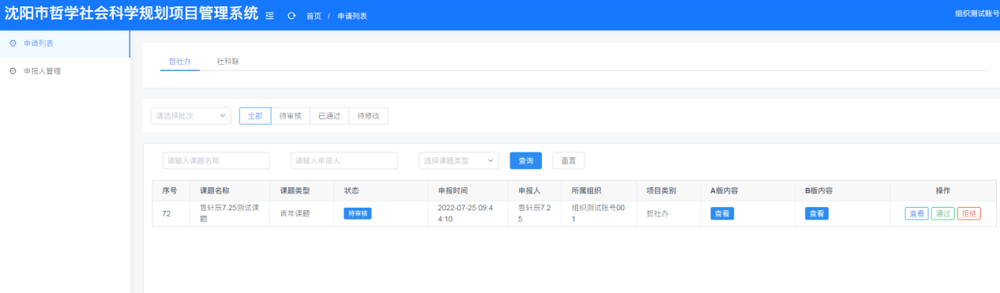 沈阳市哲学社会科学规划项目管理系统 首页 / 申请列表 组织测试账号
申请列表
申报人管理
哲社办 社科联
请选择批次 全部 待审核 已通过 待修改
请输入课题名称 请输入申报人 选择课题类型 查询 重置
序号 课题名称 课题类型 状态 申报时间 申报人 所属组织 项目类别 A版内容 B版内容 操作
72 鲁轩辰7.25测试课 青年课题 待审核 2022-07-25 09:4 鲁轩辰7.2 组织测试账号00 哲社办 查看 查看 查看 通过 拒绝
题 4:10 5 1